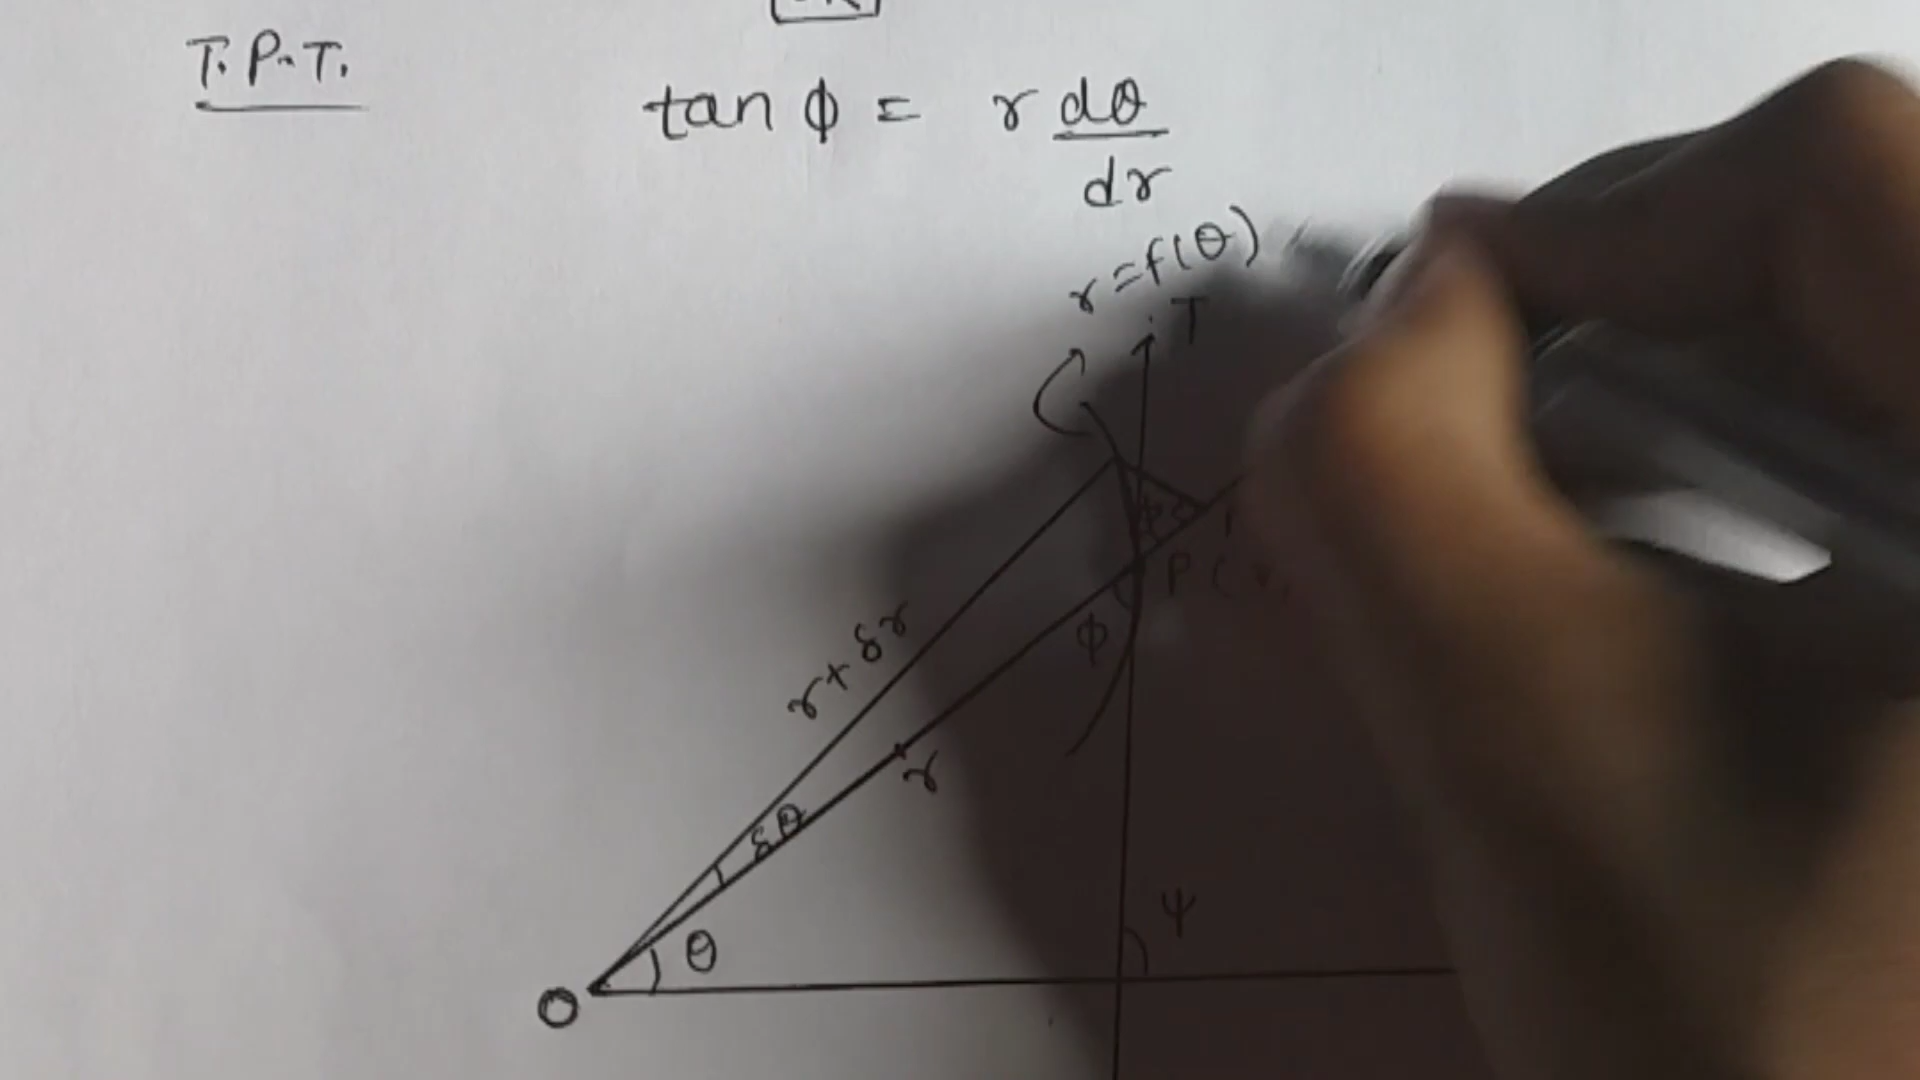 T. P. T.
tan ϕ = r dθ
dr
r = f(θ)
T
P (
ϕ
r + δr
r
δθ
ψ
θ
O